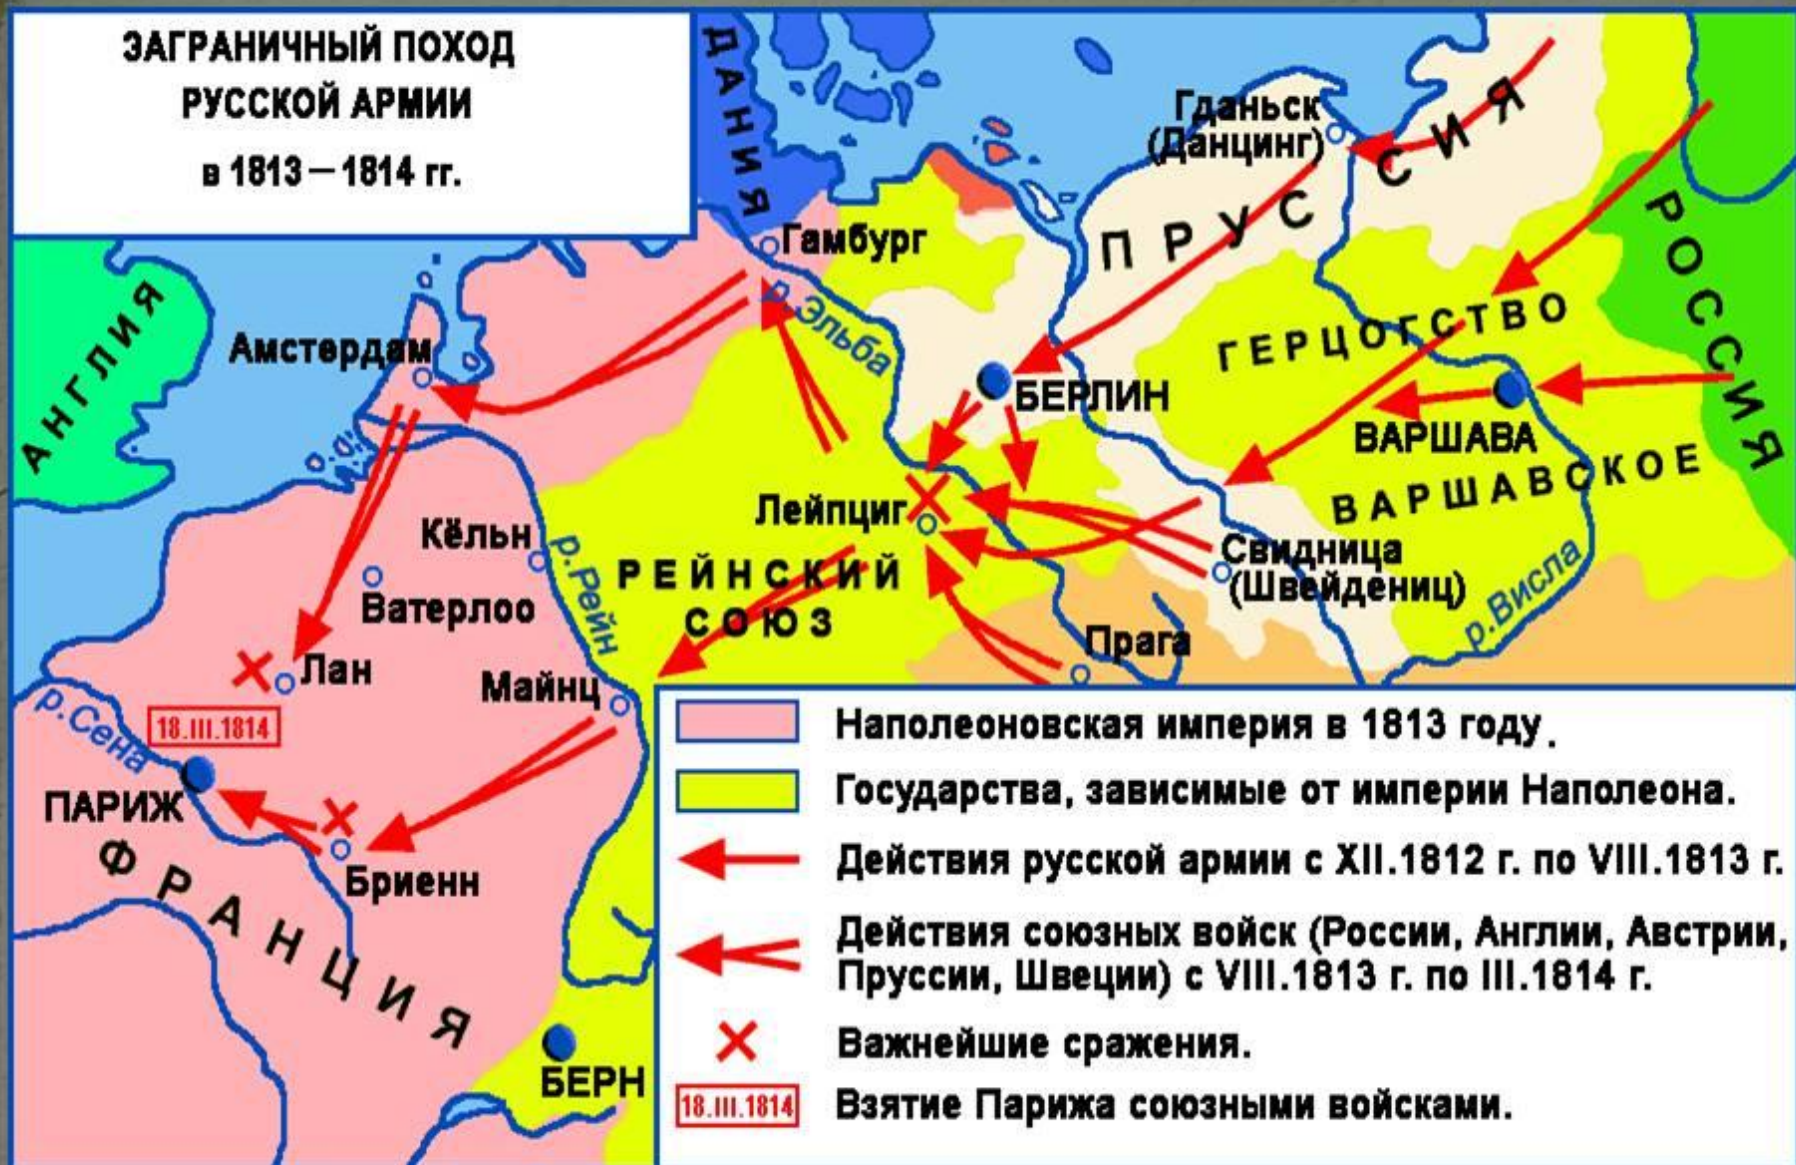 ЗАГРАНИЧНЫЙ ПОХОД
РУССКОЙ АРМИИ
в 1813 – 1814 гг.
ДАНИЯ
Гданьск
(Данцинг)
ПРУССИЯ
РОССИЯ
Гамбург
р.Эльба
АНГЛИЯ
Амстердам
БЕРЛИН
ГЕРЦОГСТВО
ВАРШАВА
ВАРШАВСКОЕ
Лейпциг
Кёльн
р.Рейн
РЕЙНСКИЙ
СОЮЗ
Свидница
(Швейдениц)
р.Висла
Ватерлоо
Прага
Лан
Майнц
р.Сена
18.III.1814
ПАРИЖ
Бриенн
ФРАНЦИЯ
БЕРН
Наполеоновская империя в 1813 году.
Государства, зависимые от империи Наполеона.
Действия русской армии с XII.1812 г. по VIII.1813 г.
Действия союзных войск (России, Англии, Австрии,
Пруссии, Швеции) с VIII.1813 г. по III.1814 г.
Важнейшие сражения.
18.III.1814
Взятие Парижа союзными войсками.